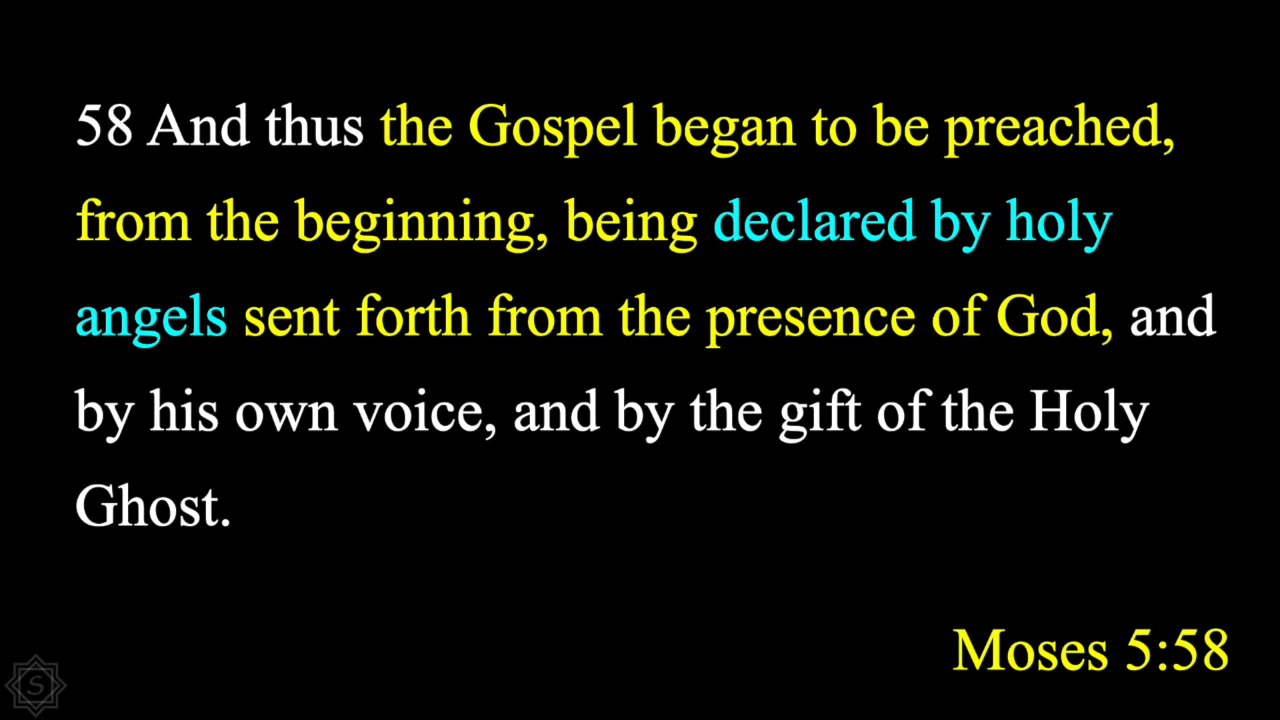 58 And thus the Gospel began to be preached,
from the beginning, being declared by holy
angels sent forth from the presence of God, and
by his own voice, and by the gift of the Holy
Ghost.
Moses 5:58
S